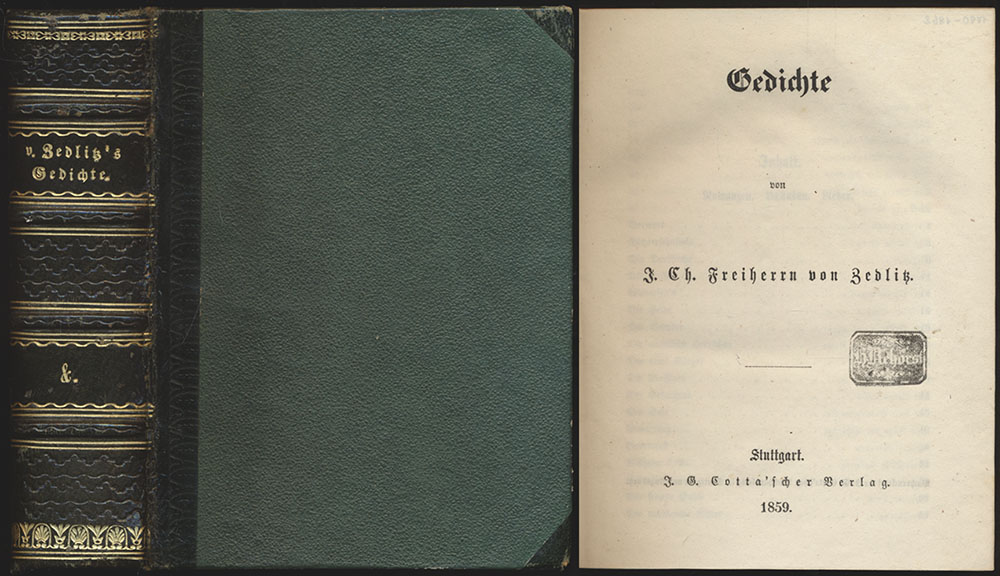 v. Zedlitz's
Gedichte.
&.
Gedichte
von
J. Ch. Freiherrn von Zedlitz.
Stuttgart.
J. G. Cotta'scher Verlag.
1859.